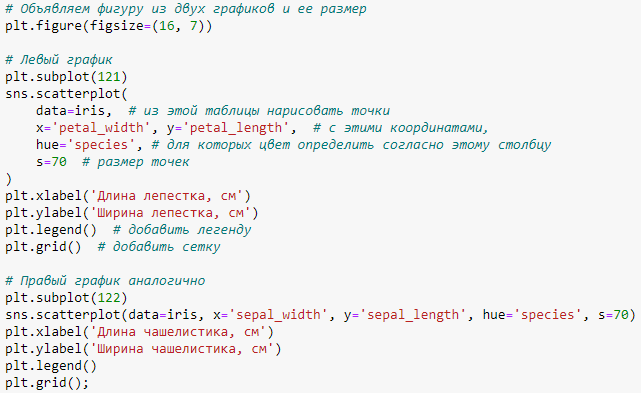 # Объявляем фигуру из двух графиков и ее размер
plt.figure(figsize=(16, 7))

# Левый график
plt.subplot(121)
sns.scatterplot(
    data=iris,  # из этой таблицы нарисовать точки
    x='petal_width', y='petal_length',  # с этими координатами,
    hue='species', # для которых цвет определить согласно этому столбцу
    s=70  # размер точек
)
plt.xlabel('Длина лепестка, см')
plt.ylabel('Ширина лепестка, см')
plt.legend()  # добавить легенду
plt.grid()  # добавить сетку

# Правый график аналогично
plt.subplot(122)
sns.scatterplot(data=iris, x='sepal_width', y='sepal_length', hue='species', s=70)
plt.xlabel('Длина чашелистика, см')
plt.ylabel('Ширина чашелистика, см')
plt.legend()
plt.grid();